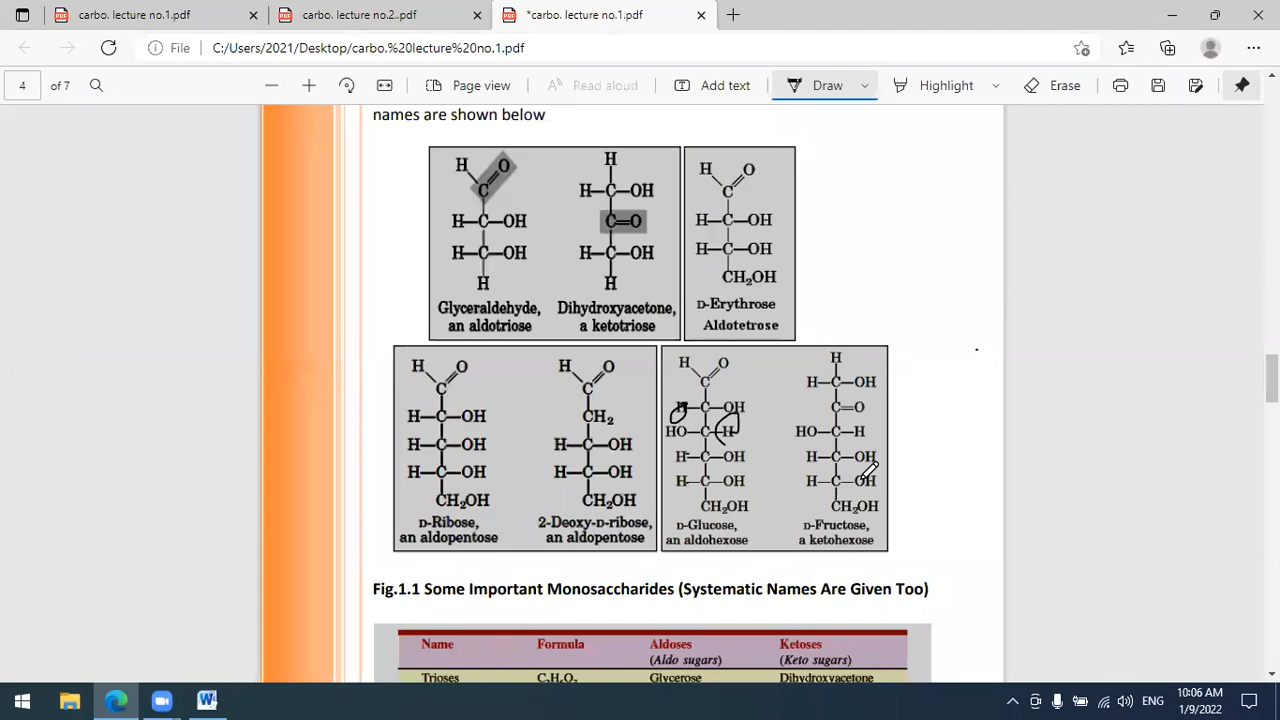 carbo. lecture no.1.pdf
carbo. lecture no.2..pdf
*carbo. lecture no.1.pdf
File
C:/Users/2021/Desktop/carbo.%20lecture%20no.1.pdf
4 of 7
Page view
Read aloud
Add text
Draw
Highlight
Erase
names are shown below
H O
C
H—C—OH
H—C—OH
H
Glyceraldehyde,
an aldotriose
H
H—C—OH
C=O
H—C—OH
H
Dihydroxyacetone,
a ketotriose
H O
C
H—C—OH
H—C—OH
CH₂OH
D-Erythrose
Aldotetrose
H O
C
H—C—OH
H—C—OH
H—C—OH
CH₂OH
D-Ribose,
an aldopentose
H O
C
CH₂
H—C—OH
H—C—OH
CH₂OH
2-Deoxy-D-ribose,
an aldopentose
H O
C
H—C—OH
HO—C—H
H—C—OH
H—C—OH
CH₂OH
D-Glucose,
an aldohexose
H
H—C—OH
C=O
HO—C—H
H—C—OH
H—C—OH
CH₂OH
D-Fructose,
a ketohexose
Fig.1.1 Some Important Monosaccharides (Systematic Names Are Given Too)
Name Formula Aldoses Ketoses
(Aldo sugars) (Keto sugars)
Trioses C₃H₆O₃ Glycerose Dihydroxyacetone
ENG
10:06 AM
1/9/2022